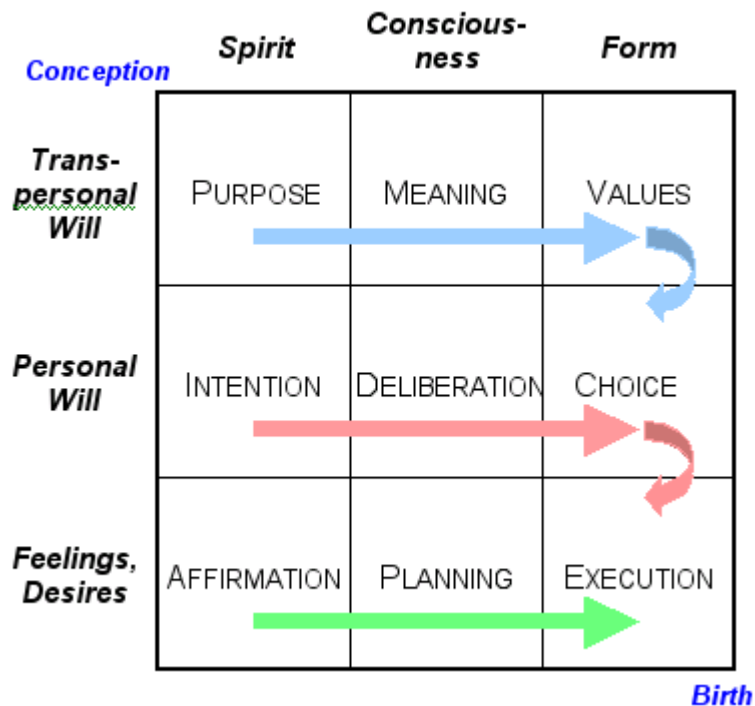 Spirit
Conscious-
ness
Form
Conception
Trans-
personal
Will
PURPOSE
MEANING
VALUES
Personal
Will
INTENTION
DELIBERATION
CHOICE
Feelings,
Desires
AFFIRMATION
PLANNING
EXECUTION
Birth